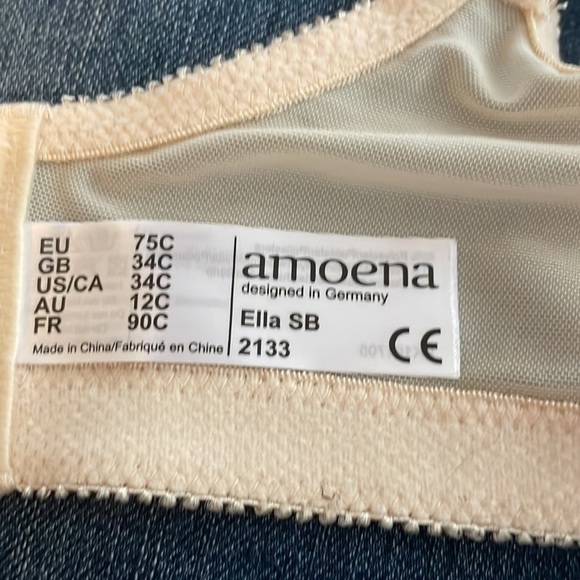 EU 75C
GB 34C
US/CA 34C
AU 12C
FR 90C
Made in China/Fabriqué en Chine
amoena
designed in Germany
Ella SB
2133 CE